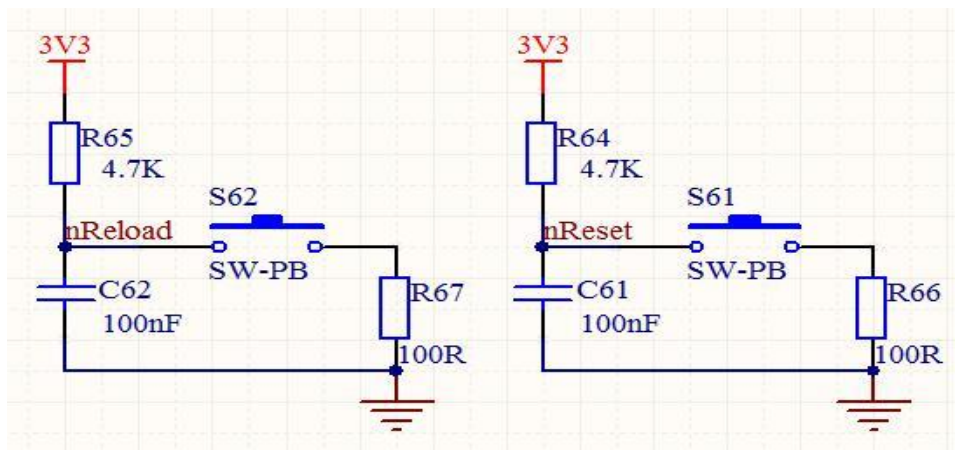 3V3
R65
4.7K
S62
nReload
SW-PB
C62
100nF
R67
100R
3V3
R64
4.7K
S61
nReset
SW-PB
C61
100nF
R66
100R